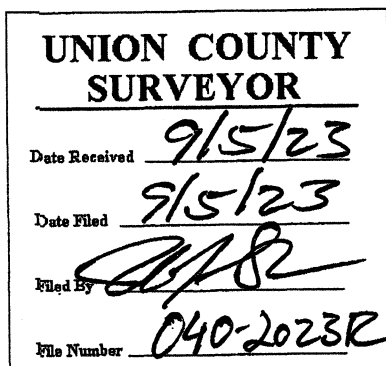 UNION COUNTY
SURVEYOR
Date Received 9/5/23
Date Filed 9/5/23
Filed By
File Number 040-2023R